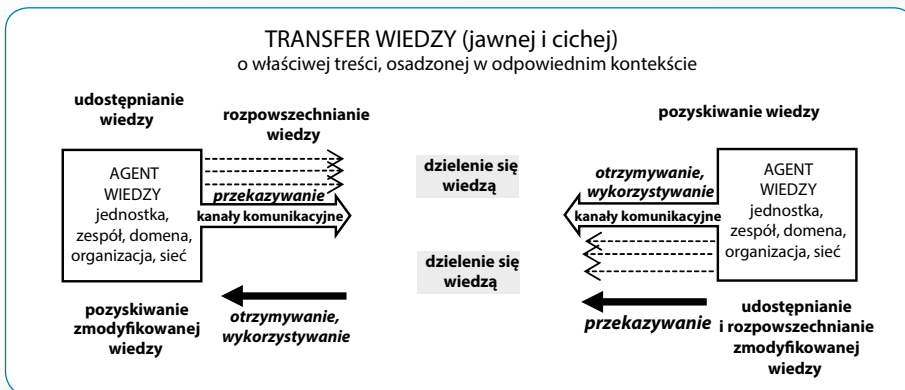 TRANSFER WIEDZY (jawnej i cichej)
o właściwej treści, osadzonej w odpowiednim kontekście
udostępnianie
wiedzy
rozpowszechnianie
wiedzy
pozyskiwanie wiedzy
AGENT
WIEDZY
jednostka,
zespół, domena,
organizacja, sieć
przekazywanie
kanały komunikacyjne
dzielenie się
wiedzą
otrzymywanie,
wykorzystywanie
kanały komunikacyjne
AGENT
WIEDZY
jednostka,
zespół, domena,
organizacja, sieć
dzielenie się
wiedzą
pozyskiwanie
zmodyfikowanej
wiedzy
otrzymywanie,
wykorzystywanie
przekazywanie
udostępnianie
i rozpowszechnianie
zmodyfikowanej
wiedzy